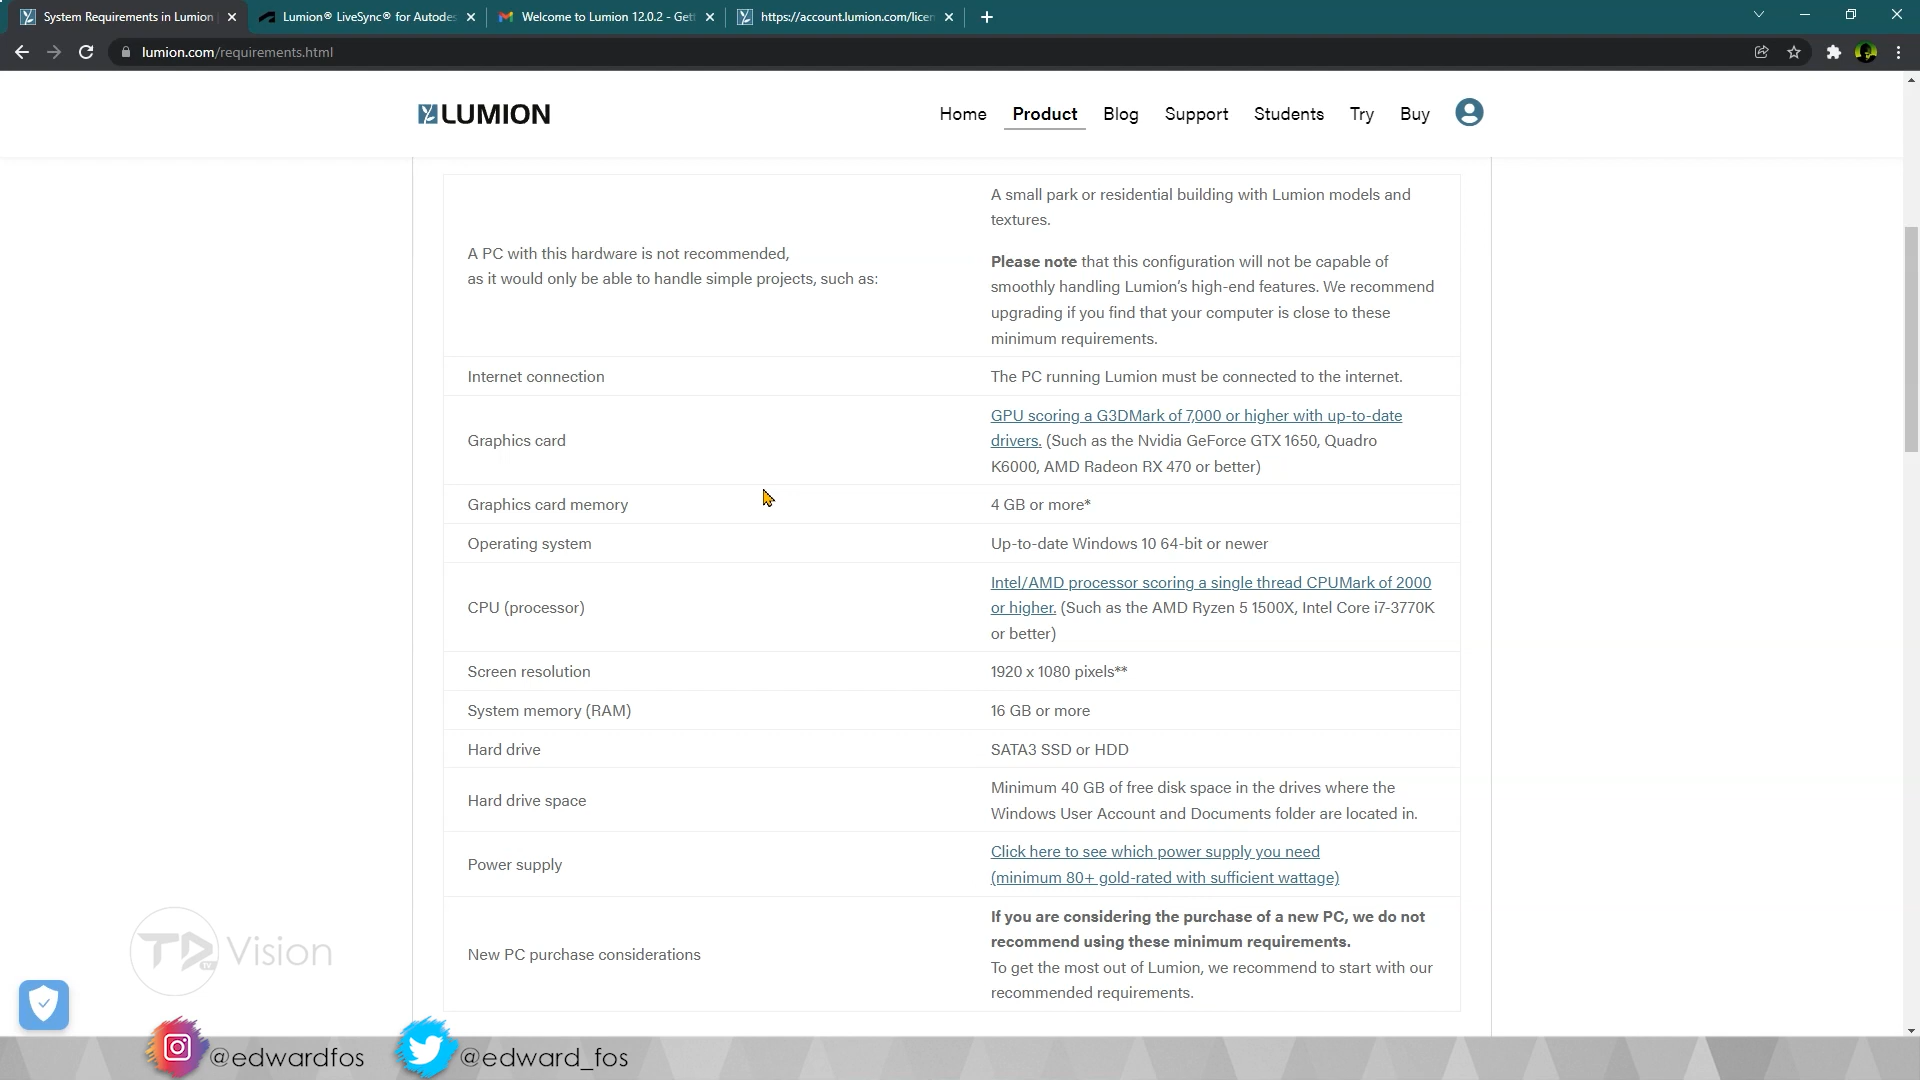 System Requirements in Lumion
Lumion® LiveSync® for Autodes
Welcome to Lumion 12.0.2 - Gett
https://account.lumion.com/licen
lumion.com/requirements.html
LUMION
Home Product Blog Support Students Try Buy
A PC with this hardware is not recommended,
as it would only be able to handle simple projects, such as:
A small park or residential building with Lumion models and
textures.
Please note that this configuration will not be capable of
smoothly handling Lumion's high-end features. We recommend
upgrading if you find that your computer is close to these
minimum requirements.
Internet connection
The PC running Lumion must be connected to the internet.
Graphics card
GPU scoring a G3DMark of 7,000 or higher with up-to-date
drivers. (Such as the Nvidia GeForce GTX 1650, Quadro
K6000, AMD Radeon RX 470 or better)
Graphics card memory
4 GB or more*
Operating system
Up-to-date Windows 10 64-bit or newer
CPU (processor)
Intel/AMD processor scoring a single thread CPUMark of 2000
or higher. (Such as the AMD Ryzen 5 1500X, Intel Core i7-3770K
or better)
Screen resolution
1920 x 1080 pixels**
System memory (RAM)
16 GB or more
Hard drive
SATA3 SSD or HDD
Hard drive space
Minimum 40 GB of free disk space in the drives where the
Windows User Account and Documents folder are located in.
Power supply
Click here to see which power supply you need
(minimum 80+ gold-rated with sufficient wattage)
New PC purchase considerations
If you are considering the purchase of a new PC, we do not
recommend using these minimum requirements.
To get the most out of Lumion, we recommend to start with our
recommended requirements.
TD Vision
TV
@edwardfos
@edward_fos